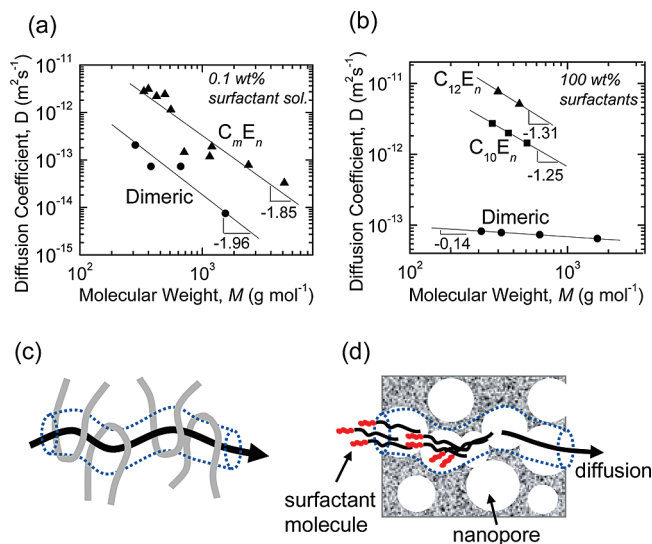 (a)
0.1 wt%
surfactant sol.
CmEn
Dimeric
-1.85
-1.96
10⁻¹¹
10⁻¹²
10⁻¹³
10⁻¹⁴
10⁻¹⁵
Diffusion Coefficient, D (m²s⁻¹)
10² 10³
Molecular Weight, M (g mol⁻¹)
(b)
100 wt%
surfactants
C₁₂En
-1.31
C₁₀En
-1.25
Dimeric
-0.14
10⁻¹¹
10⁻¹²
10⁻¹³
Diffusion Coefficient, D (m²s⁻¹)
10² 10³
Molecular Weight, M (g mol⁻¹)
(c)
(d)
diffusion
surfactant
molecule
nanopore